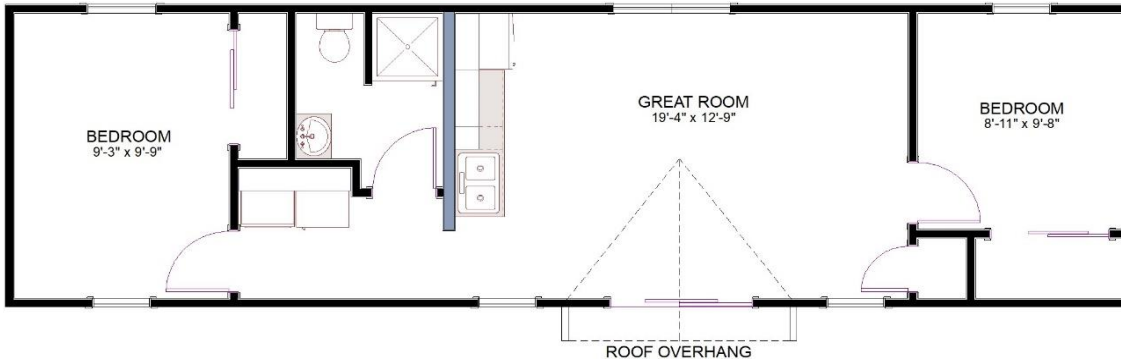 BEDROOM
9'-3" x 9'-9"
GREAT ROOM
19'-4" x 12'-9"
BEDROOM
8'-11" x 9'-8"
ROOF OVERHANG